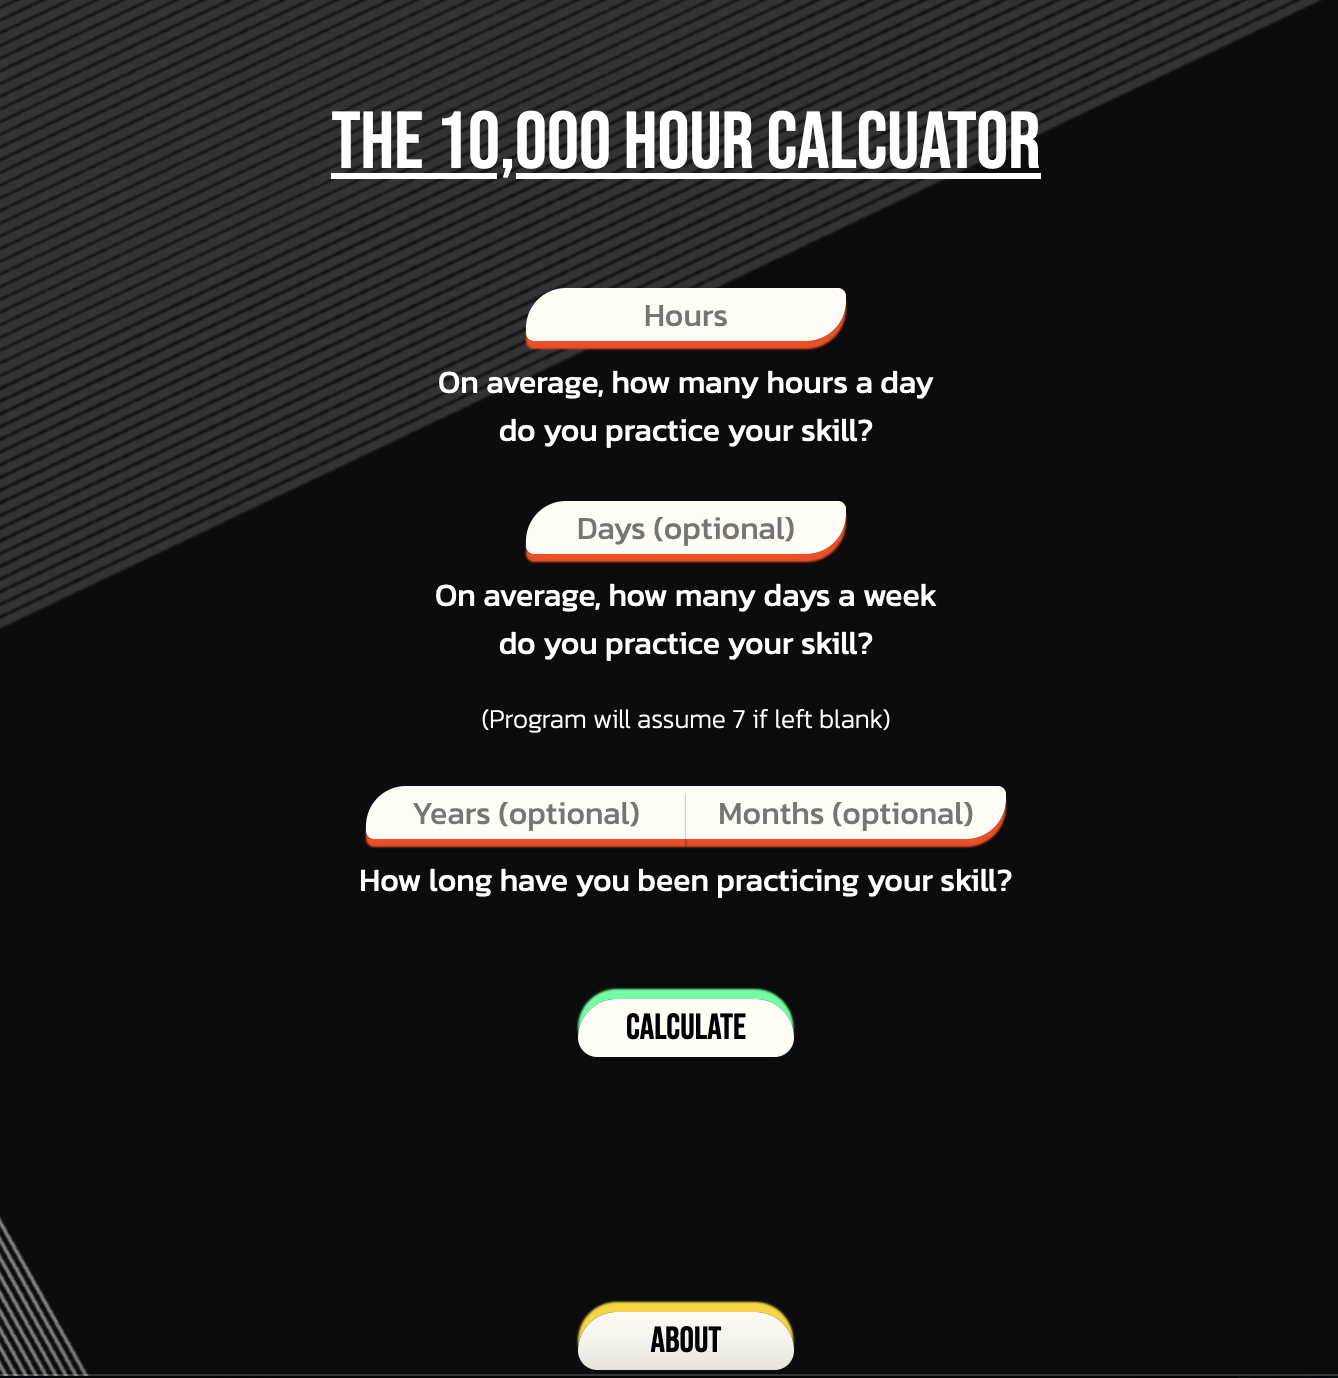 THE 10,000 HOUR CALCUATOR
Hours
On average, how many hours a day
do you practice your skill?
Days (optional)
On average, how many days a week
do you practice your skill?
(Program will assume 7 if left blank)
Years (optional) Months (optional)
How long have you been practicing your skill?
CALCULATE
ABOUT